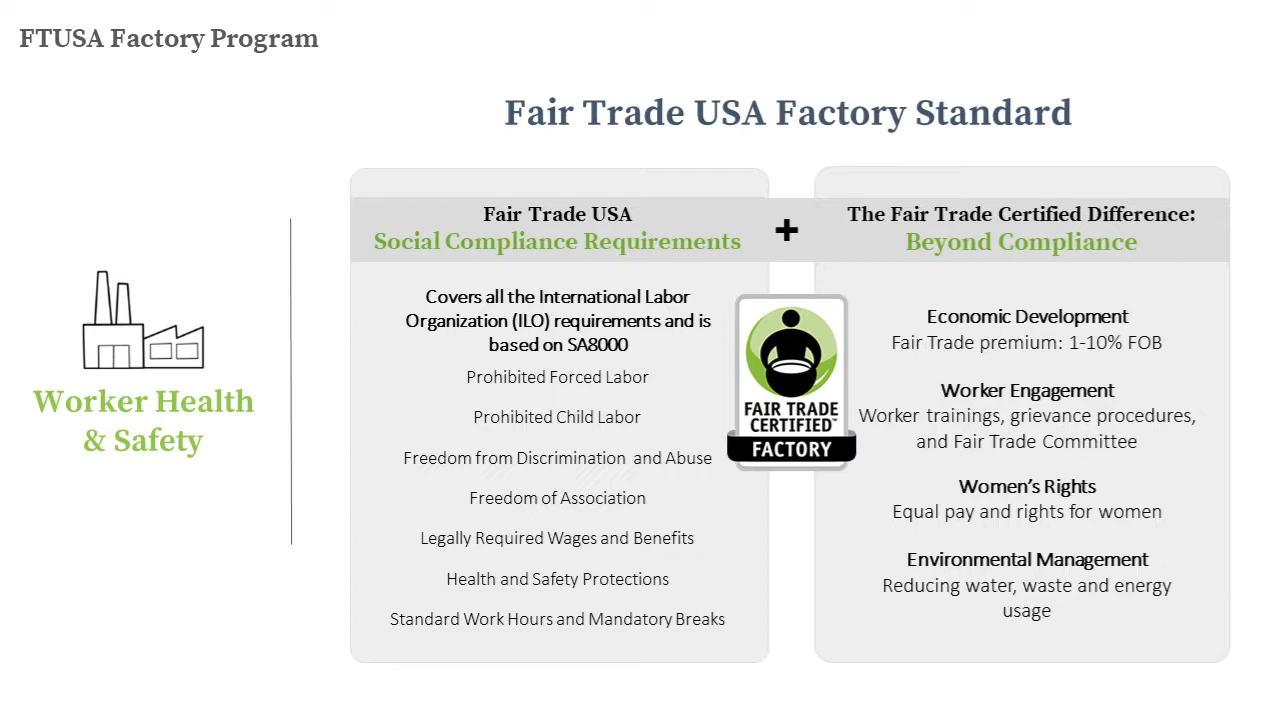 FTUSA Factory Program
Fair Trade USA Factory Standard
Worker Health
& Safety
Fair Trade USA
Social Compliance Requirements
Covers all the International Labor
Organization (ILO) requirements and is
based on SA8000
Prohibited Forced Labor
Prohibited Child Labor
Freedom from Discrimination and Abuse
Freedom of Association
Legally Required Wages and Benefits
Health and Safety Protections
Standard Work Hours and Mandatory Breaks
+
FAIR TRADE
CERTIFIED™
FACTORY
The Fair Trade Certified Difference:
Beyond Compliance
Economic Development
Fair Trade premium: 1-10% FOB
Worker Engagement
Worker trainings, grievance procedures,
and Fair Trade Committee
Women’s Rights
Equal pay and rights for women
Environmental Management
Reducing water, waste and energy
usage